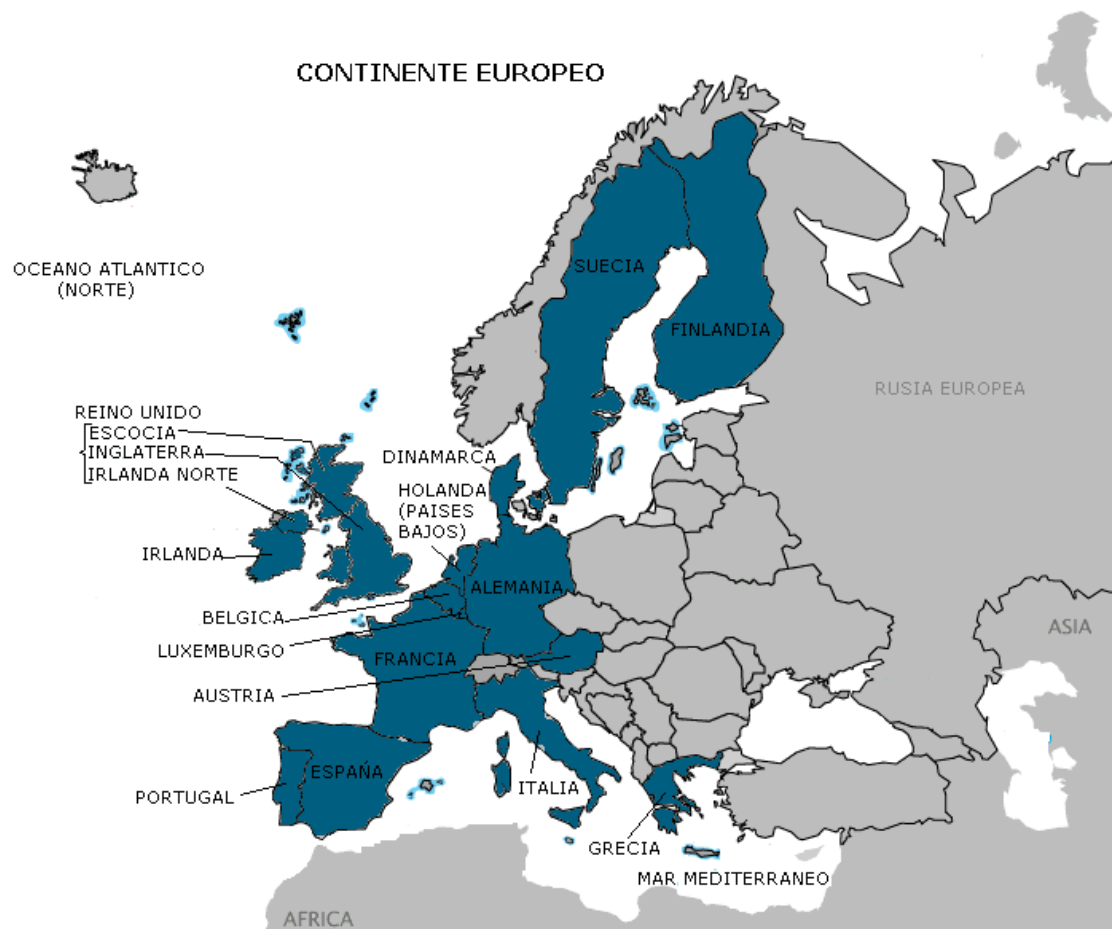 CONTINENTE EUROPEO
OCEANO ATLANTICO
(NORTE)
SUECIA
FINLANDIA
RUSIA EUROPEA
REINO UNIDO
ESCOCIA
INGLATERRA
IRLANDA NORTE
DINAMARCA
HOLANDA
(PAISES
BAJOS)
IRLANDA
ALEMANIA
BELGICA
LUXEMBURGO
FRANCIA
ASIA
AUSTRIA
ESPAÑA
PORTUGAL
ITALIA
GRECIA
MAR MEDITERRANEO
AFRICA